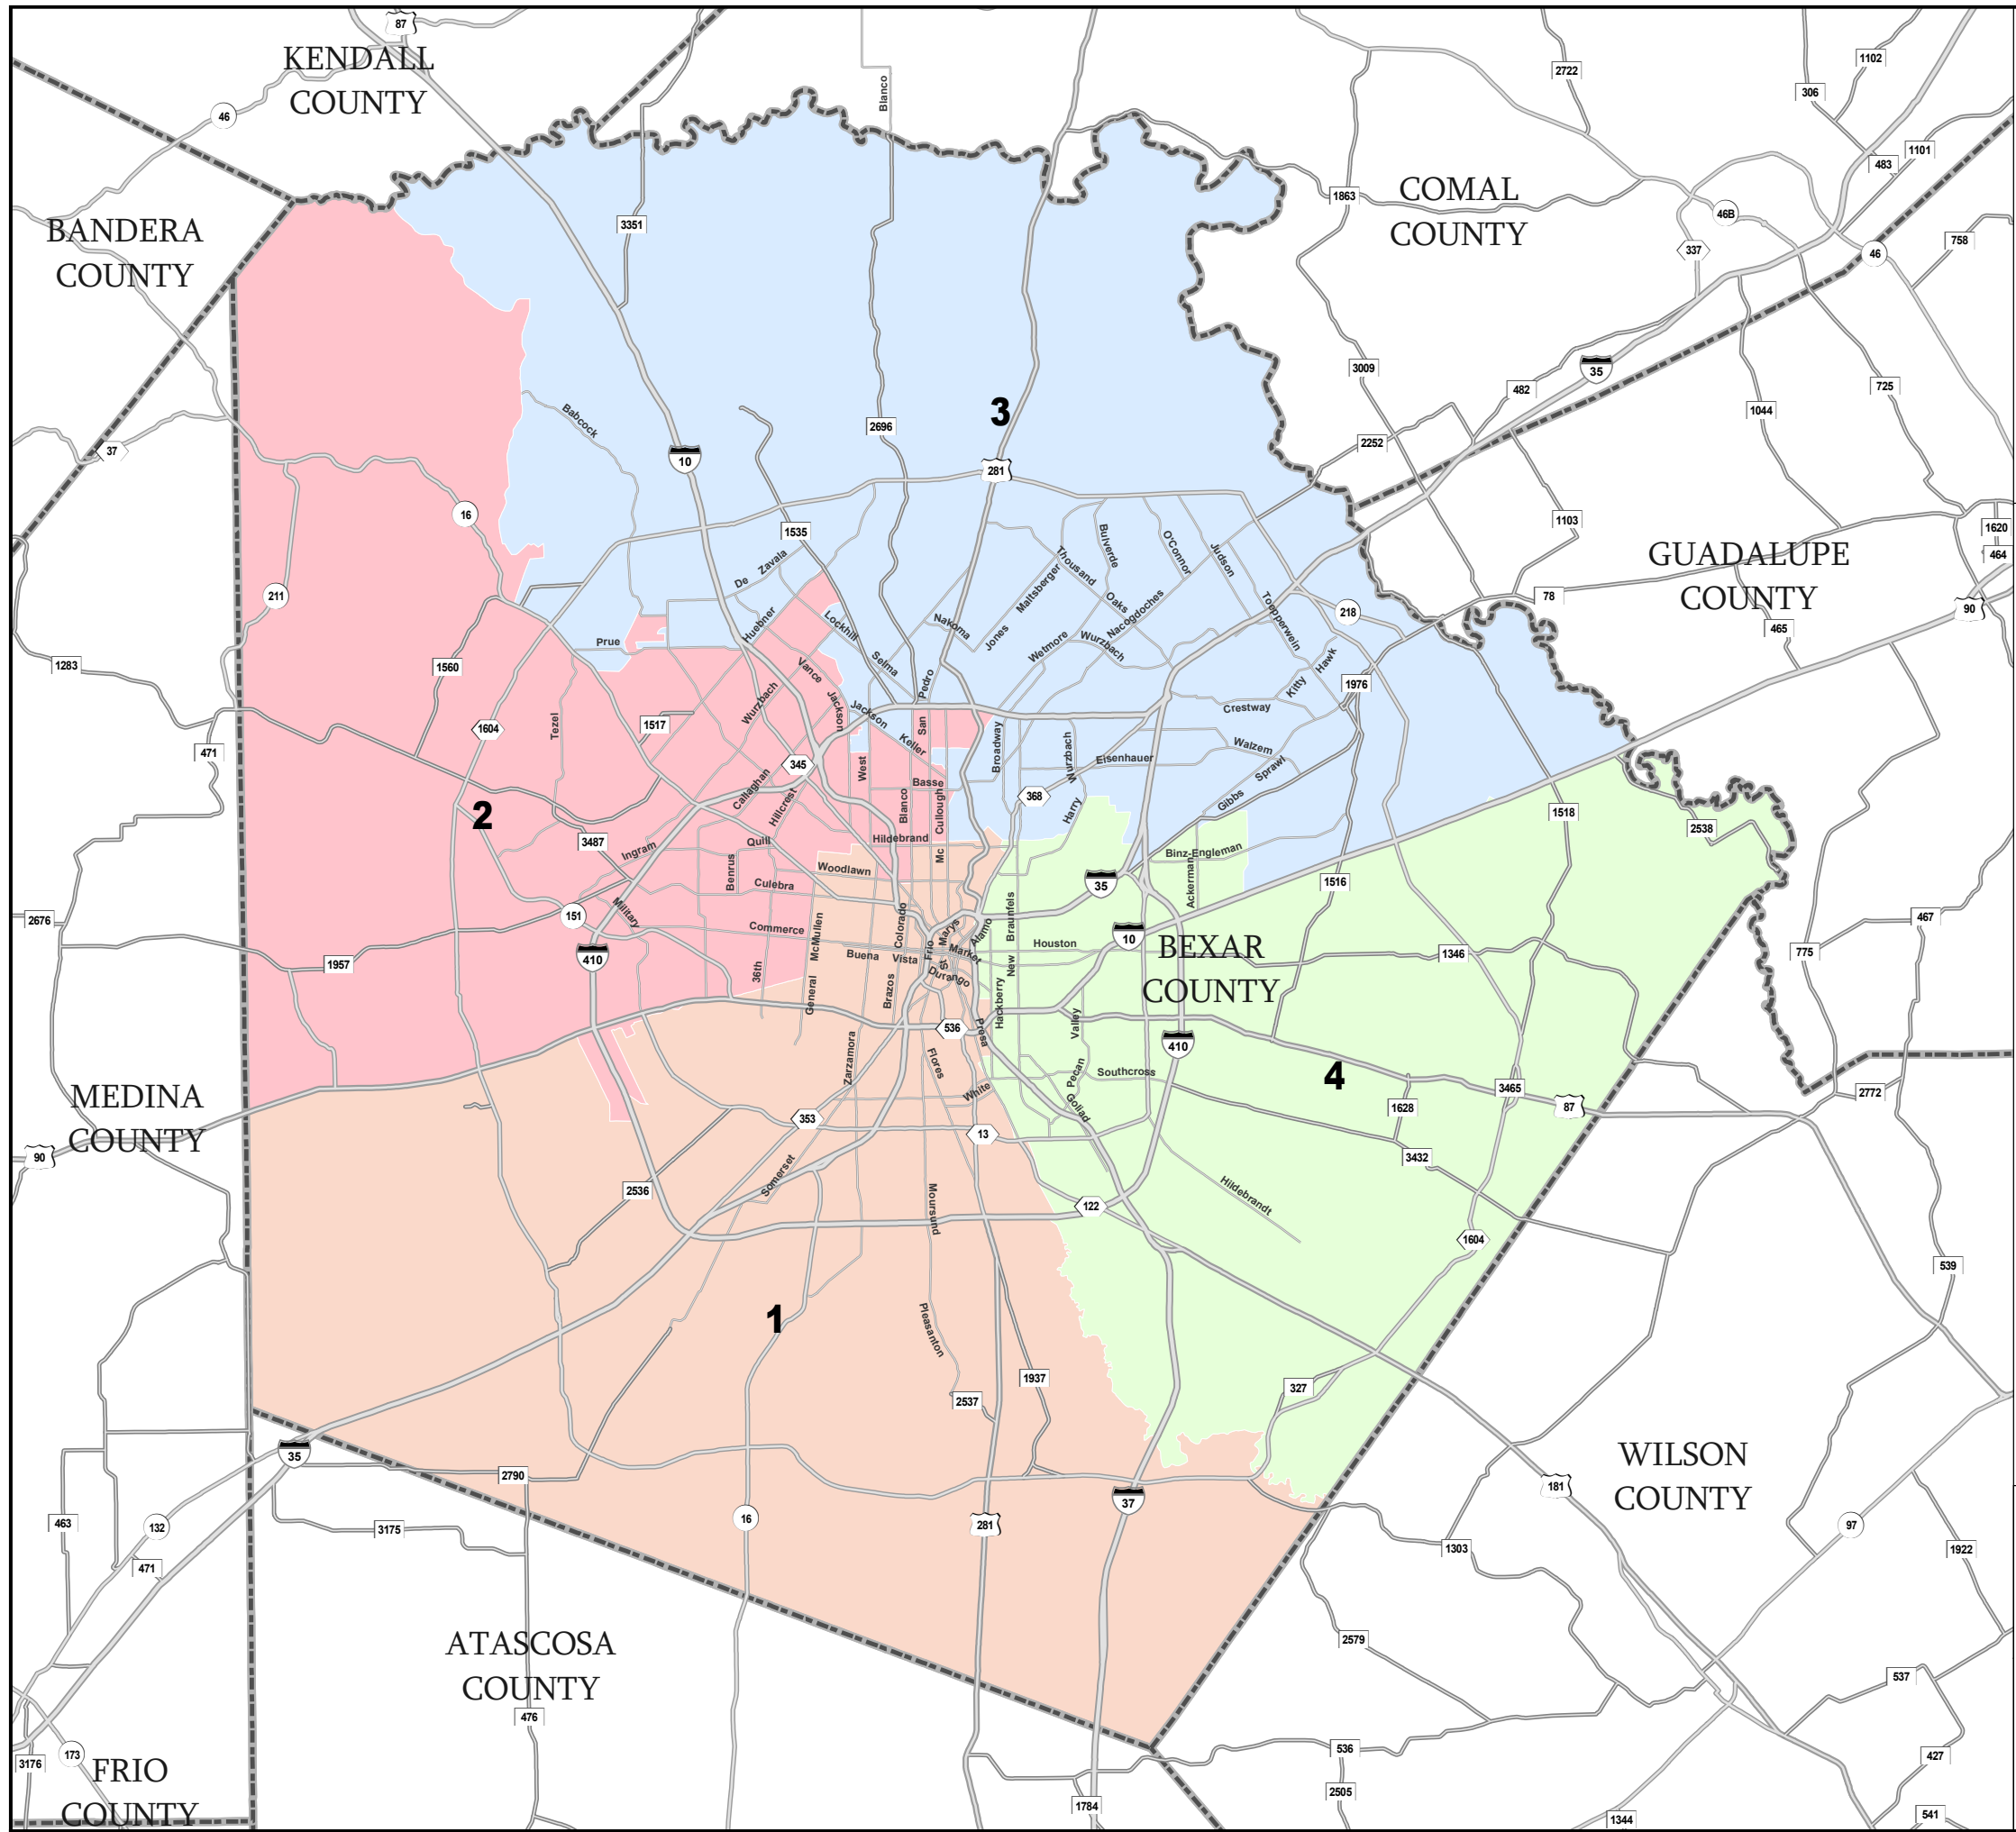 87
KENDALL
COUNTY
46
Blanco
2722
1102
306
483
1101
BANDERA
COUNTY
3351
1863
COMAL
COUNTY
46B
337
46
758
37
Babcock
10
2696
3
281
3009
482
35
2252
1044
725
16
1535
1103
1620
464
GUADALUPE
COUNTY
211
De Zavala
Huebner
Lockhill
Selma
Nakoma
Jones
Maltsberger
Thousand
Oaks
Bulverde
O'Connor
Judson
Toepperwein
Nacogdoches
Wetmore
Wurzbach
218
78
90
465
1283
1560
Prue
Vance
Jackson
Wurzbach
Pedro
San
Jackson
Keller
Kitty
Hawk
1976
Crestway
1604
Tezel
1517
471
345
West
Broadway
Wurzbach
Harry
Eisenhauer
Walzem
Sprawl
Gibbs
2
Callaghan
Hillcrest
Basse
Blanco
Mc
Cullough
368
1518
2538
3487
Ingram
Quill
Hildebrand
Benrus
Culebra
Woodlawn
Binz-Engleman
Ackerman
35
1516
2676
151
Military
Commerce
McMullen
General
Colorado
Buena
Vista
Frio
St
Marys
Market
Alamo
Durango
Braunfels
New
Houston
10
BEXAR
COUNTY
1346
467
775
1957
410
36th
Brazos
Hackberry
536
Presa
Valley
Pecan
410
Southcross
4
3465
87
1628
2772
MEDINA
COUNTY
90
Zarzamora
Flores
White
Goliad
353
13
3432
2536
Somerset
Moursund
122
Hildebrandt
1604
539
1
Pleasanton
1937
2537
327
35
2790
WILSON
COUNTY
181
463
132
3175
16
281
37
97
471
1303
1922
ATASCOSA
COUNTY
2579
537
476
173
3176
FRIO
COUNTY
536
427
2505
1784
1344
541